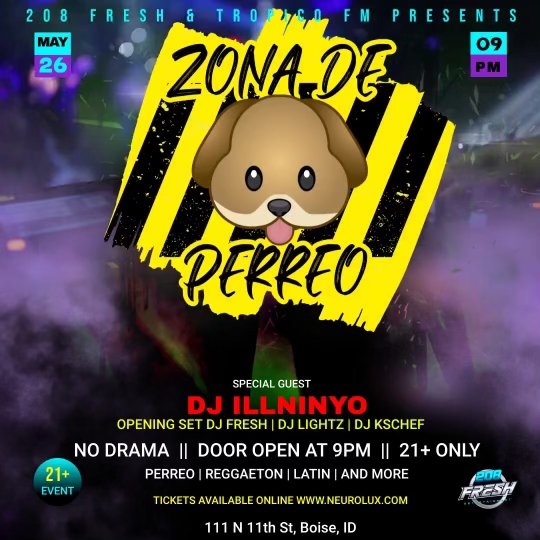 208 FRESH & TROPICO FM PRESENTS
MAY
26
09
PM
ZONA DE
PERREO
SPECIAL GUEST
DJ ILLNINYO
OPENING SET DJ FRESH | DJ LIGHTZ | DJ KSCHEF
NO DRAMA || DOOR OPEN AT 9PM || 21+ ONLY
21+
EVENT
PERREO | REGGAETON | LATIN | AND MORE
208
FRESH
TICKETS AVAILABLE ONLINE WWW.NEUROLUX.COM
111 N 11th St, Boise, ID